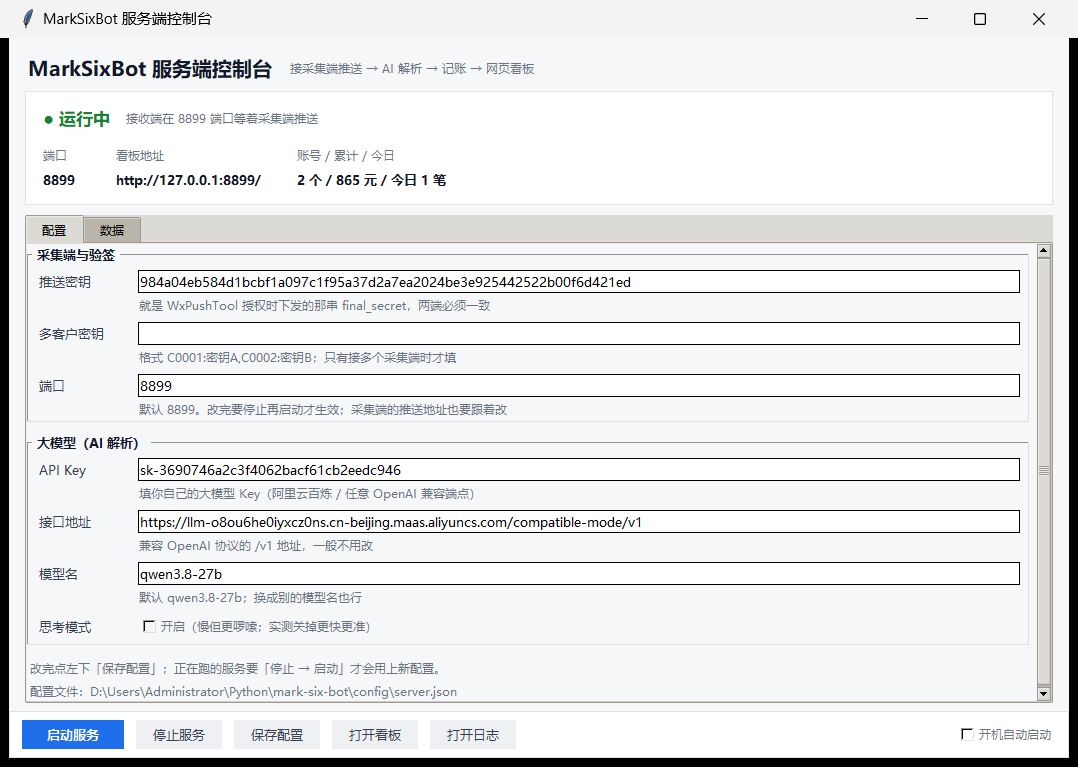 MarkSixBot 服务端控制台
MarkSixBot 服务端控制台 接采集端推送 → AI 解析 → 记账 → 网页看板
● 运行中 接收端在 8899 端口等着采集端推送
端口 看板地址 账号 / 累计 / 今日
8899 http://127.0.0.1:8899/ 2 个 / 865 元 / 今日 1 笔
配置 数据
采集端与验签
推送密钥 984a04eb584d1bcbf1a097c1f95a37d2a7ea2024be3e925442522b00f6d421ed
就是 WxPushTool 授权时下发的那串 final_secret，两端必须一致
多客户密钥
格式 C0001:密钥A,C0002:密钥B；只有接多个采集端时才填
端口 8899
默认 8899。改完要停止再启动才生效；采集端的推送地址也要跟着改
大模型（AI 解析）
API Key sk-3690746a2c3f4062bacf61cb2eedc946
填你自己的大模型 Key（阿里云百炼 / 任意 OpenAI 兼容端点）
接口地址 https://llm-o8ou6he0iyxcz0ns.cn-beijing.maas.aliyuncs.com/compatible-mode/v1
兼容 OpenAI 协议的 /v1 地址，一般不用改
模型名 qwen3.8-27b
默认 qwen3.8-27b；换成别的模型名也行
思考模式 开启（慢但更啰嗦；实测关掉更快更准）
改完点左下「保存配置」；正在跑的服务要「停止 → 启动」才会用上新配置。
配置文件：D:\Users\Administrator\Python\mark-six-bot\config\server.json
启动服务 停止服务 保存配置 打开看板 打开日志 开机自动启动